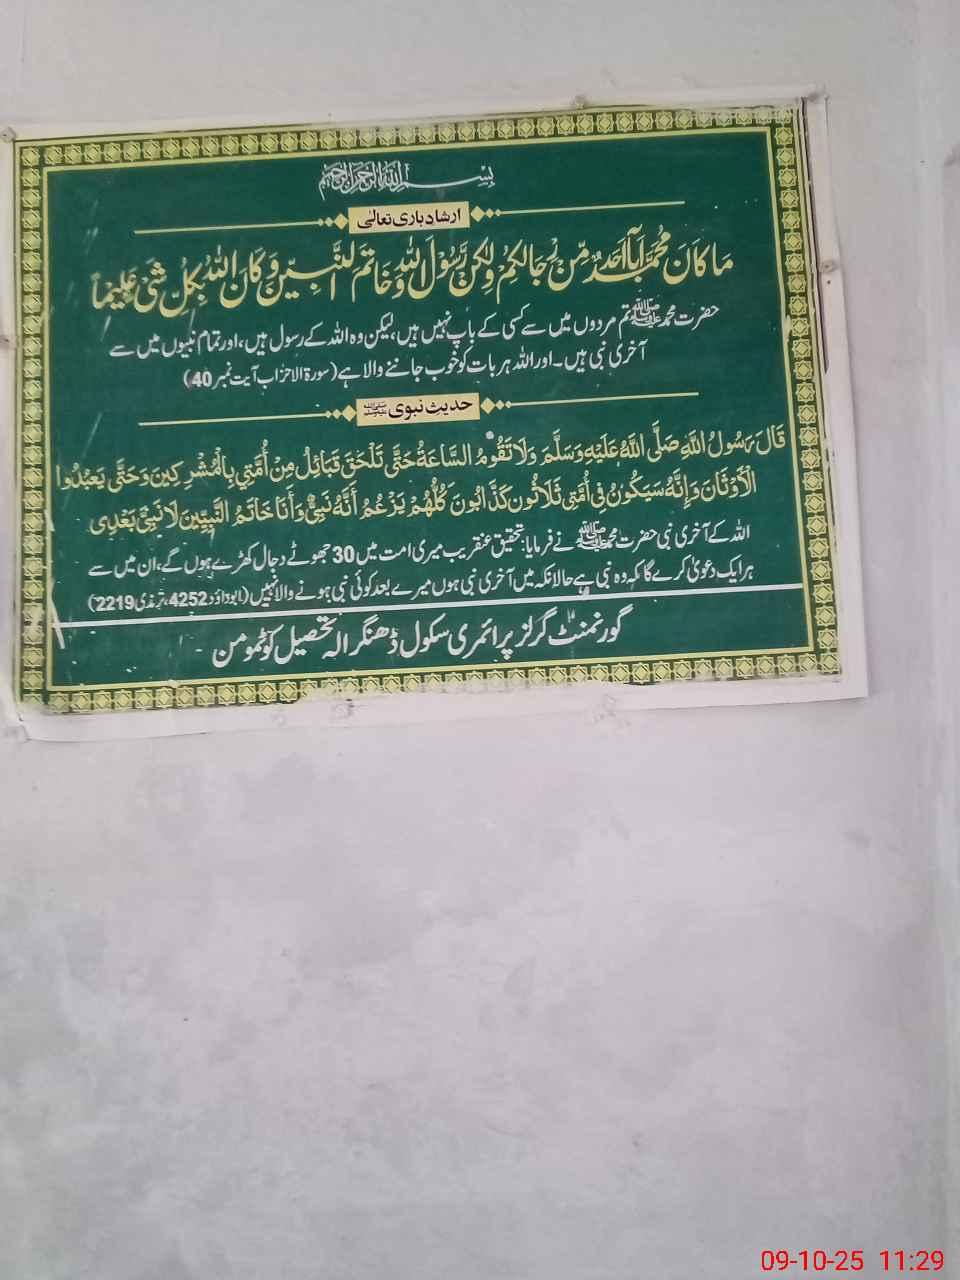 بسم الله الرحمن الرحيم
ارشاد باری تعالیٰ
مَا كَانَ مُحَمَّدٌ اَبَآ اَحَدٍ مِّنْ رِّجَالِكُمْ وَلٰكِنْ رَّسُوْلَ اللّٰهِ وَخَاتَمَ النَّبِيّٖنَ وَكَانَ اللّٰهُ بِكُلِّ شَيْءٍ عَلِيْمًا
حضرت محمد ﷺ تم مردوں میں سے کسی کے باپ نہیں ہیں، لیکن وہ اللہ کے رسول ہیں، اور تمام نبیوں میں سے
آخری نبی ہیں۔ اور اللہ ہر بات کو خوب جاننے والا ہے (سورۃ الاحزاب آیت نمبر 40)
حدیث نبوی ﷺ
قَالَ رَسُولُ اللَّهِ صَلَّى اللَّهُ عَلَيْهِ وَسَلَّمَ وَلَا تَقُومُ السَّاعَةُ حَتَّى تَلْحَقَ قَبَائِلُ مِنْ أُمَّتِي بِالْمُشْرِكِينَ وَحَتَّى يَعْبُدُوا
الْأَوْثَانَ وَإِنَّهُ سَيَكُونُ فِي أُمَّتِي ثَلَاثُونَ كَذَّابُونَ كُلُّهُمْ يَزْعُمُ أَنَّهُ نَبِيٌّ وَأَنَا خَاتَمُ النَّبِيِّينَ لَا نَبِيَّ بَعْدِي
اللہ کے آخری نبی حضرت محمد ﷺ نے فرمایا: تحقیق عنقریب میری امت میں 30 جھوٹے دجال کھڑے ہوں گے، ان میں سے
ہر ایک دعویٰ کرے گا کہ وہ نبی ہے حالانکہ میں آخری نبی ہوں میرے بعد کوئی نبی ہونے والا نہیں (ابوداؤد 4252، ترمذی 2219)
گورنمنٹ گرلز پرائمری سکول ڈھنگرالہ تحصیل کوٹمومن
09-10-25 11:29